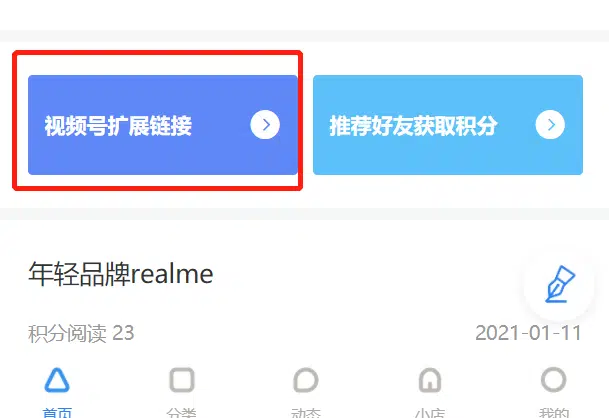 视频号扩展链接
推荐好友获取积分
年轻品牌realme
积分阅读 23
2021-01-11
首页
分类
动态
小店
我的